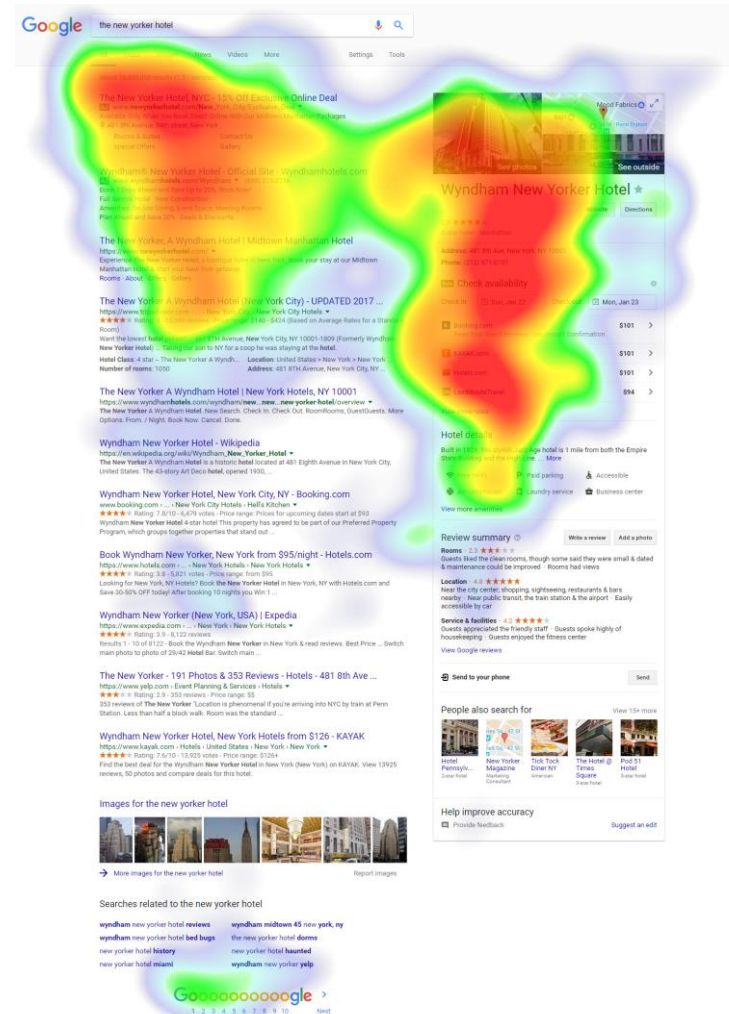 Google
the new yorker hotel
News Videos More Settings Tools
The New Yorker Hotel, NYC - 15% Off Exclusive Online Deal
Rooms & Suites Contact Us
Special Offers Gallery
Wyndham® New Yorker Hotel - Official Site - Wyndhamhotels.com
The New Yorker, A Wyndham Hotel | Midtown Manhattan Hotel
Rooms · About
The New Yorker A Wyndham Hotel (New York City) - UPDATED 2017 ...
Hotel Class: 4 star – The New Yorker A Wyndh... Location: United States > New York > New York
Number of rooms: 1050 Address: 481 8TH Avenue, New York City, NY ...
The New Yorker A Wyndham Hotel | New York Hotels, NY 10001
https://www.wyndhamhotels.com/wyndham/new...new...new-yorker-hotel/overview
The New Yorker A Wyndham Hotel. New Search. Check In. Check Out. RoomRooms, GuestGuests. More
Options. From. / Night. Book Now. Cancel. Done.
Wyndham New Yorker Hotel - Wikipedia
https://en.wikipedia.org/wiki/Wyndham_New_Yorker_Hotel
The New Yorker A Wyndham Hotel is a historic hotel located at 481 Eighth Avenue in New York City,
United States. The 43-story Art Deco hotel, opened 1930, ...
Wyndham New Yorker Hotel, New York City, NY - Booking.com
www.booking.com › ... › New York City Hotels › Hell's Kitchen
Rating: 7.8/10 - 6,479 votes - Price range: Prices for upcoming dates start at $93
Wyndham New Yorker Hotel 4-star hotel This property has agreed to be part of our Preferred Property
Program, which groups together properties that stand out ...
Book Wyndham New Yorker, New York from $95/night - Hotels.com
https://www.hotels.com › ... › New York Hotels › New York Hotels
Rating: 3.8 - 5,821 votes - Price range: from $95
Looking for New York, NY Hotels? Book the New Yorker Hotel in New York, NY with Hotels.com and
Save 30-50% OFF today! After booking 10 nights you Win 1 ...
Wyndham New Yorker (New York, USA) | Expedia
https://www.expedia.com › ... › New York › New York Hotels
Rating: 3.9 - 8,122 reviews
Results 1 - 10 of 8122 - Book the Wyndham New Yorker in New York & read reviews. Best Price ... Switch
main photo to photo of 29/42 Hotel Bar. Switch main ...
The New Yorker - 191 Photos & 353 Reviews - Hotels - 481 8th Ave ...
https://www.yelp.com › Event Planning & Services › Hotels
Rating: 2.9 - 353 reviews - Price range: $$
353 reviews of The New Yorker "Location is phenomenal if you're arriving into NYC by train at Penn
Station. Less than half a block walk. Room was the standard ...
Wyndham New Yorker Hotel, New York Hotels from $126 - KAYAK
https://www.kayak.com › Hotels › United States › New York › New York
Rating: 7.6/10 - 13,925 votes - Price range: $126+
Find the best deal for the Wyndham New Yorker Hotel in New York (New York) on KAYAK. View 13925
reviews, 50 photos and compare deals for this hotel.
Images for the new yorker hotel
More images for the new yorker hotel Report images
Searches related to the new yorker hotel
wyndham new yorker hotel reviews wyndham midtown 45 new york, ny
wyndham new yorker hotel bed bugs the new yorker hotel dorms
new yorker hotel history new yorker hotel haunted
new yorker hotel miami wyndham new yorker yelp
Goooooooooogle
1 2 3 4 5 6 7 8 9 10 Next
Mood Fabrics
See photos See outside
Wyndham New Yorker Hotel
Directions
Address: 481 8th Ave, New York, NY 10001
Check availability
Check in Sun, Jan 22 Mon, Jan 23
Booking.com $101
KAYAK.com $101
Hotels.com $101
$94
Hotel details
hotel is 1 mile from both the Empire
More
Paid parking Accessible
Laundry service Business center
View more amenities
Review summary Write a review Add a photo
Rooms - 2.3
Guests liked the clean rooms, though some said they were small & dated
& maintenance could be improved · Rooms had views
Location - 4.8
Near the city center, shopping, sightseeing, restaurants & bars
nearby · Near public transit, the train station & the airport · Easily
accessible by car
Service & facilities - 4.2
Guests appreciated the friendly staff · Guests spoke highly of
housekeeping · Guests enjoyed the fitness center
View Google reviews
Send to your phone Send
People also search for View 15+ more
Hotel Pennsylv... 2-star hotel
New Yorker Magazine Marketing Consultant
Tick Tock Diner NY American
The Hotel @ Times Square 3-star hotel
Pod 51 Hotel
Help improve accuracy
Provide feedback Suggest an edit